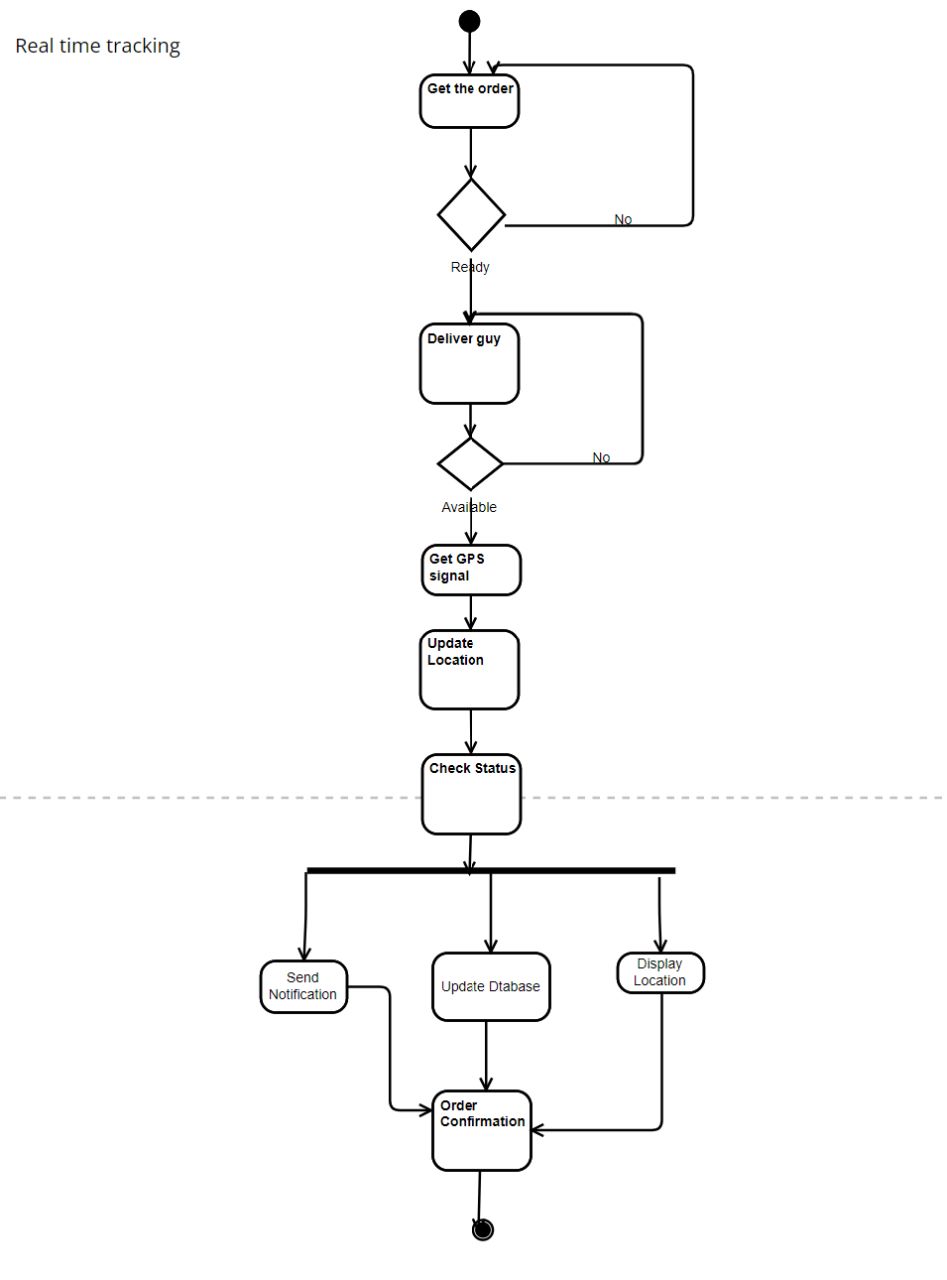 Real time tracking
Get the order
No
Ready
Deliver guy
No
Available
Get GPS
signal
Update
Location
Check Status
Send
Notification
Update Dtabase
Display
Location
Order
Confirmation